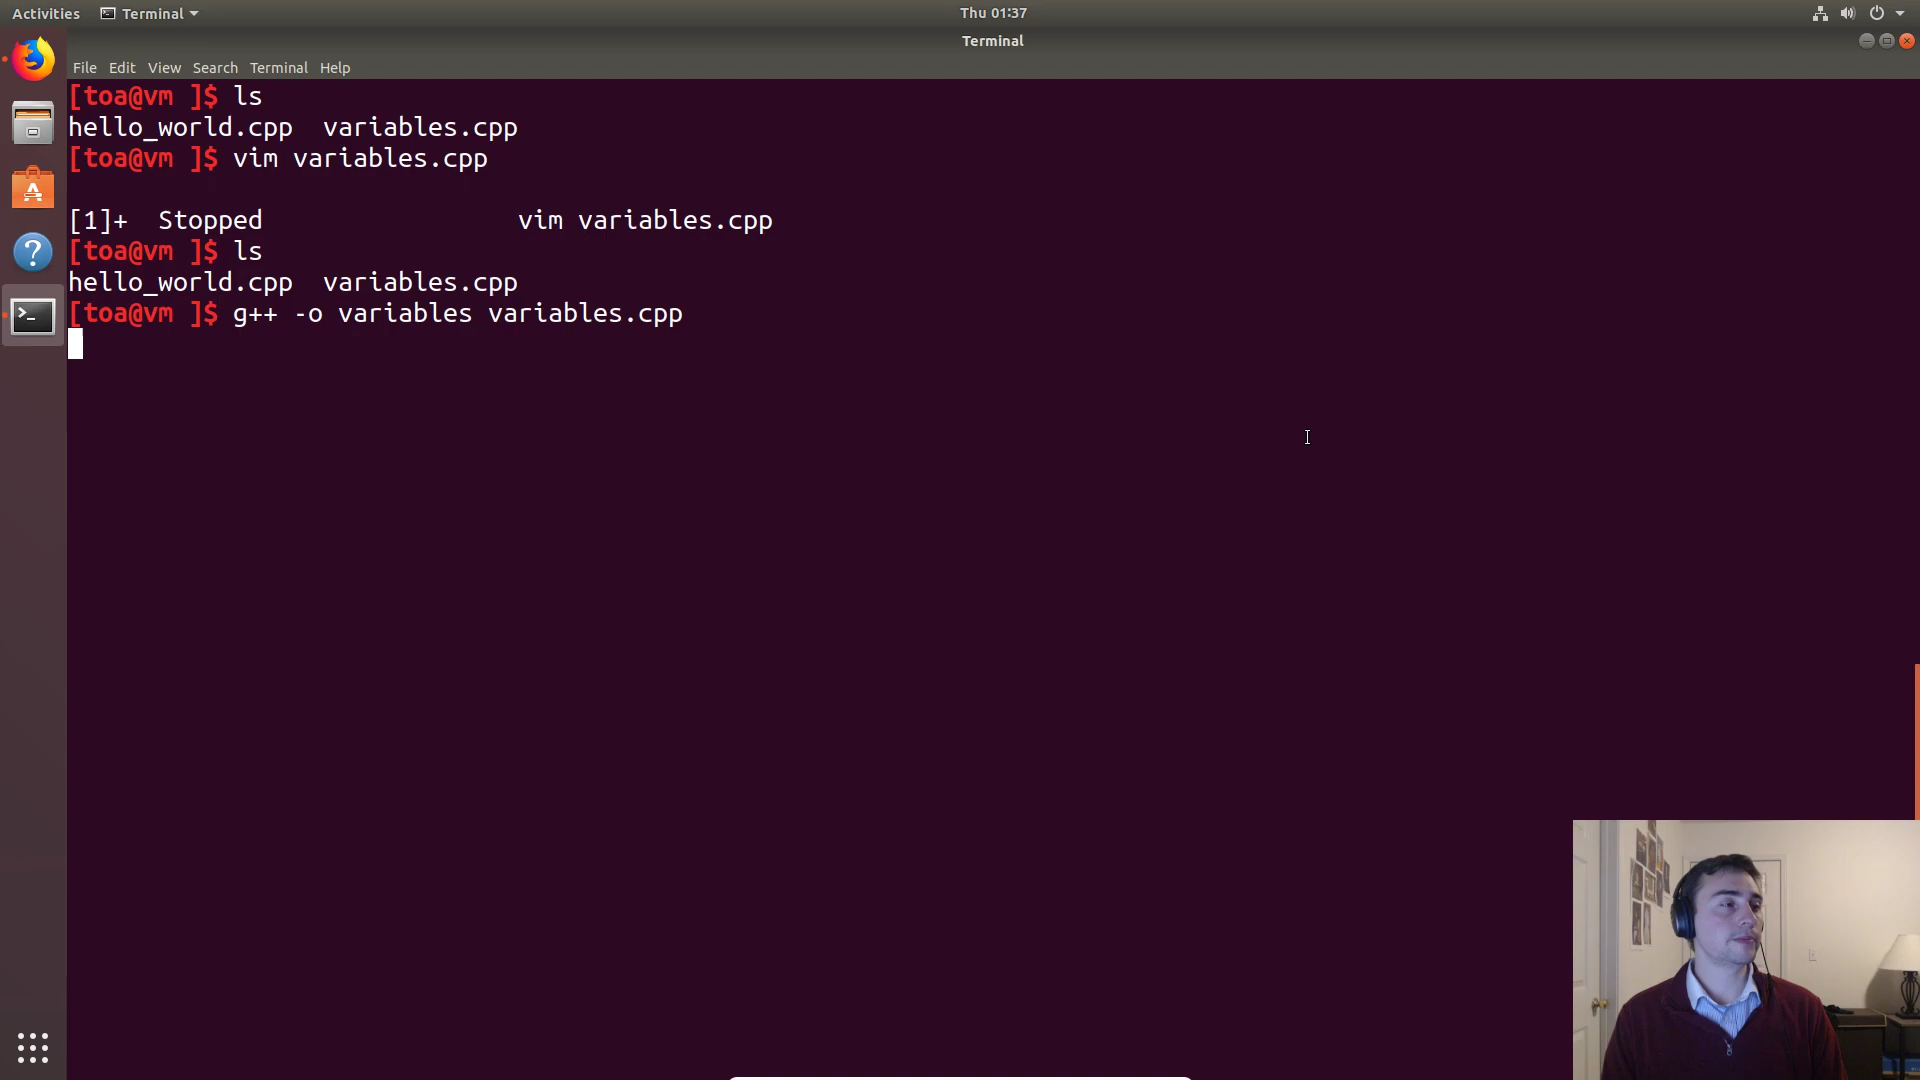 Activities Terminal Thu 01:37
Terminal
File Edit View Search Terminal Help
[toa@vm ]$ ls
hello_world.cpp variables.cpp
[toa@vm ]$ vim variables.cpp
[1]+ Stopped vim variables.cpp
[toa@vm ]$ ls
hello_world.cpp variables.cpp
[toa@vm ]$ g++ -o variables variables.cpp